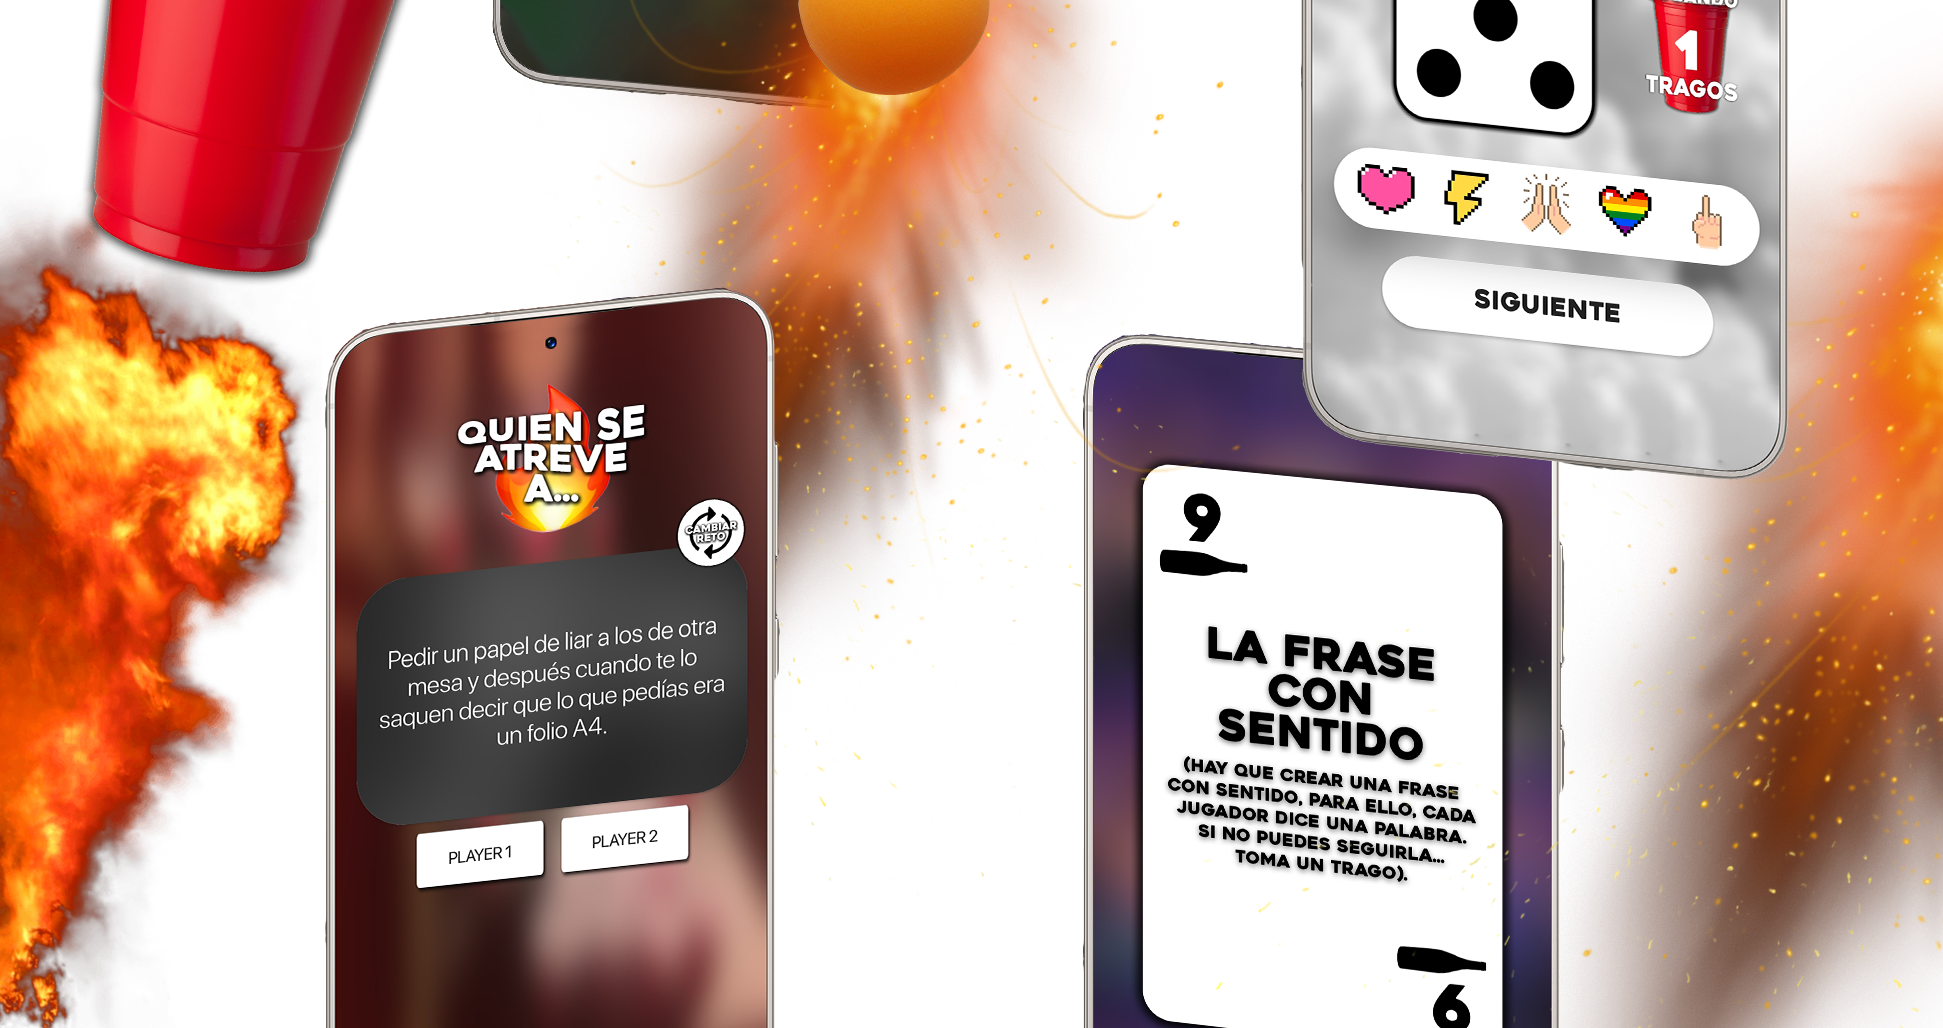 1
TRAGOS
SIGUIENTE
QUIEN SE
ATREVE
A...
CAMBIAR
RETO
Pedir un papel de liar a los de otra
mesa y después cuando te lo
saquen decir que lo que pedías era
un folio A4.
PLAYER 1
PLAYER 2
9
LA FRASE
CON
SENTIDO
(HAY QUE CREAR UNA FRASE
CON SENTIDO. PARA ELLO, CADA
JUGADOR DICE UNA PALABRA.
SI NO PUEDES SEGUIRLA...
TOMA UN TRAGO).
9